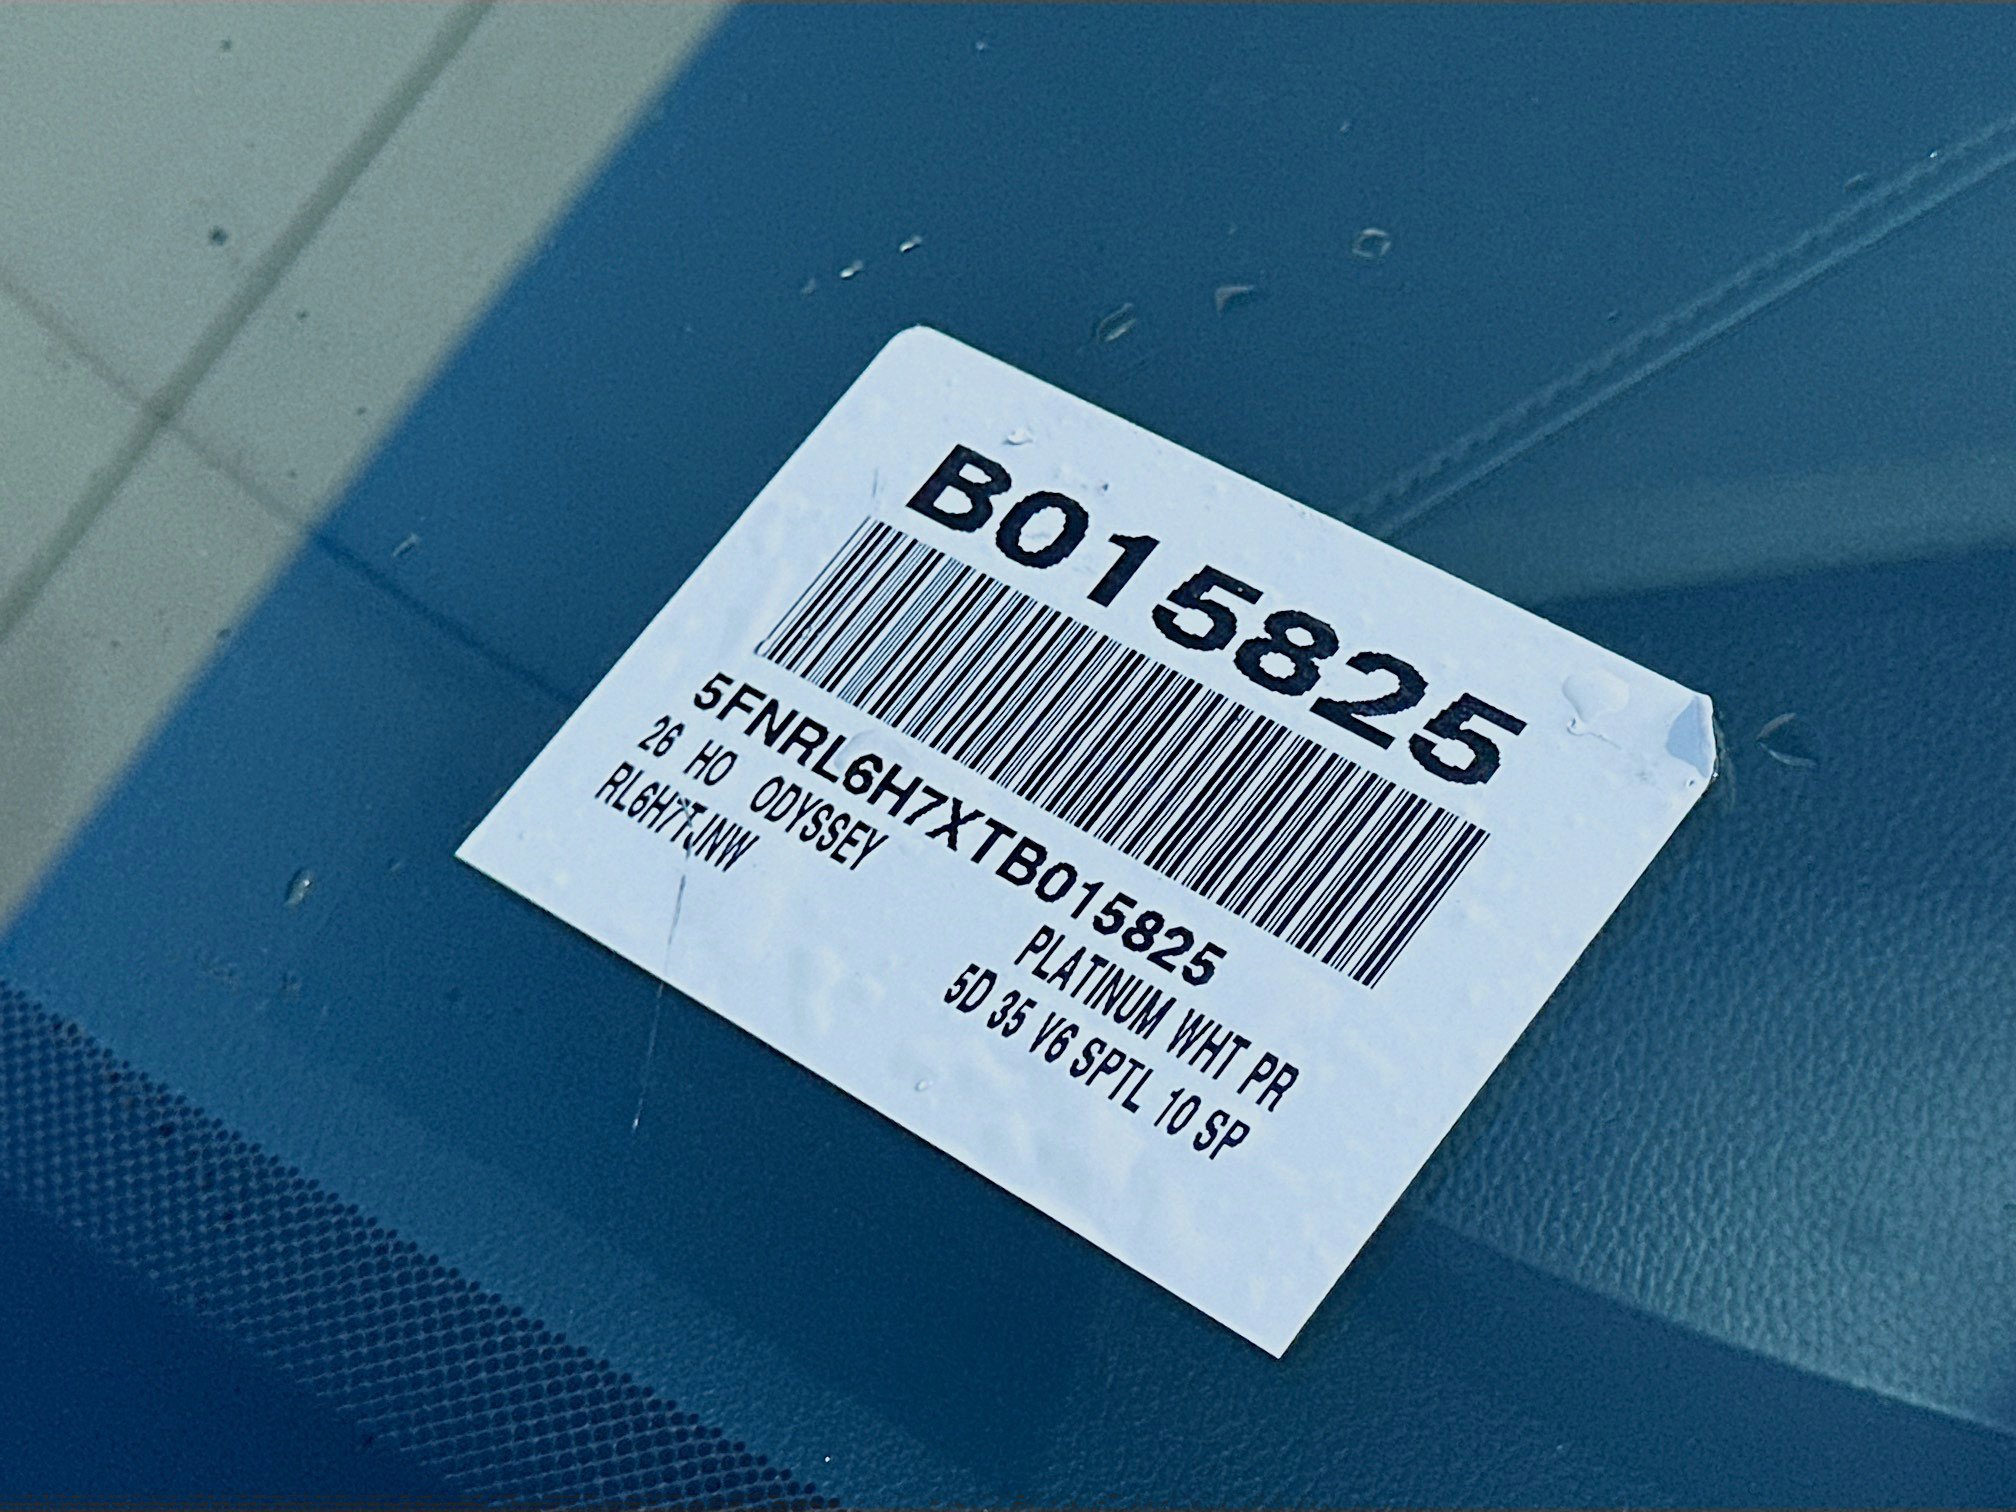 B015825
5FNRL6H7XTB015825
26 HO ODYSSEY
PLATINUM WHT PR
RL6H7TJNW
5D 35 V6 SPTL 10 SP